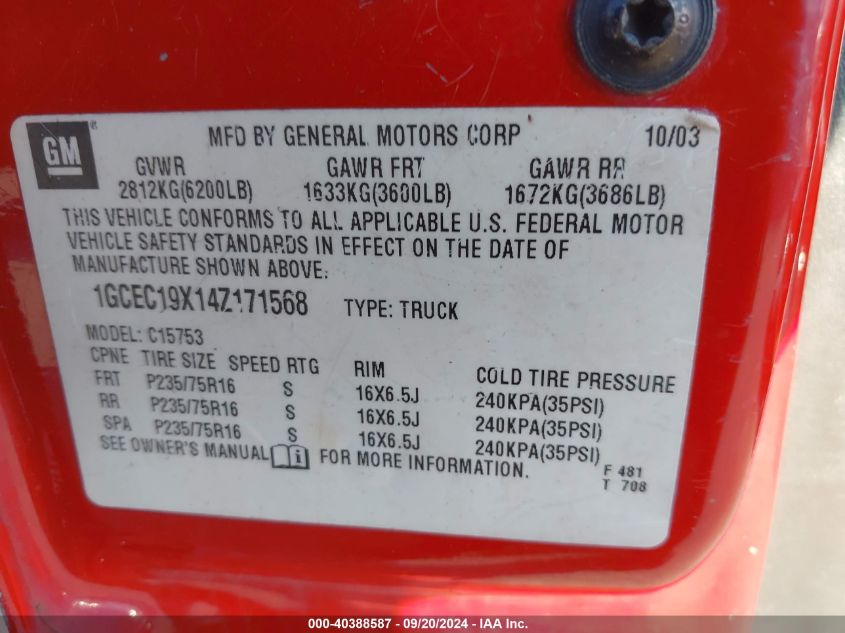 GM ®
MFD BY GENERAL MOTORS CORP 10/03
GVWR GAWR FRT GAWR RR
2812KG(6200LB) 1633KG(3600LB) 1672KG(3686LB)
THIS VEHICLE CONFORMS TO ALL APPLICABLE U.S. FEDERAL MOTOR
VEHICLE SAFETY STANDARDS IN EFFECT ON THE DATE OF
MANUFACTURE SHOWN ABOVE.
1GCEC19X14Z171568 TYPE: TRUCK
MODEL: C15753
CPNE TIRE SIZE SPEED RTG RIM COLD TIRE PRESSURE
FRT P235/75R16 S 16X6.5J 240KPA(35PSI)
RR P235/75R16 S 16X6.5J 240KPA(35PSI)
SPA P235/75R16 S 16X6.5J 240KPA(35PSI)
SEE OWNER'S MANUAL i FOR MORE INFORMATION.
F 481
T 708
000-40388587 - 09/20/2024 - IAA Inc.